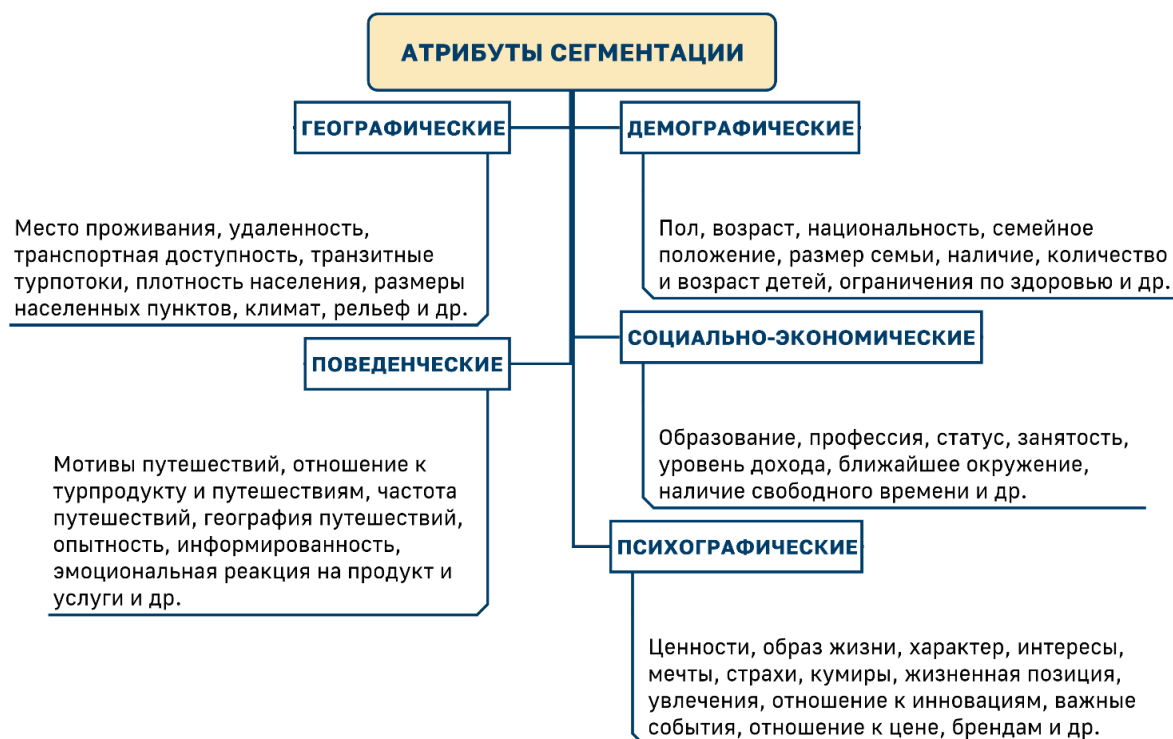 АТРИБУТЫ СЕГМЕНТАЦИИ
ГЕОГРАФИЧЕСКИЕ
Место проживания, удаленность,
транспортная доступность, транзитные
турпотоки, плотность населения, размеры
населенных пунктов, климат, рельеф и др.
ДЕМОГРАФИЧЕСКИЕ
Пол, возраст, национальность, семейное
положение, размер семьи, наличие, количество
и возраст детей, ограничения по здоровью и др.
ПОВЕДЕНЧЕСКИЕ
Мотивы путешествий, отношение к
турпродукту и путешествиям, частота
путешествий, география путешествий,
опытность, информированность,
эмоциональная реакция на продукт и
услуги и др.
СОЦИАЛЬНО-ЭКОНОМИЧЕСКИЕ
Образование, профессия, статус, занятость,
уровень дохода, ближайшее окружение,
наличие свободного времени и др.
ПСИХОГРАФИЧЕСКИЕ
Ценности, образ жизни, характер, интересы,
мечты, страхи, кумиры, жизненная позиция,
увлечения, отношение к инновациям, важные
события, отношение к цене, брендам и др.